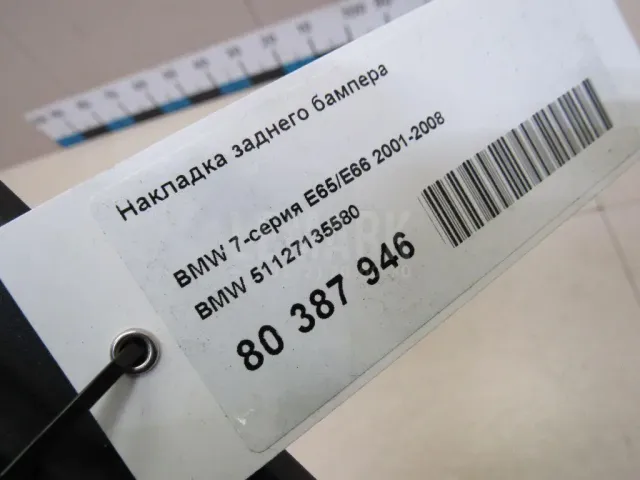 Накладка заднего бампера
BMW 7-серия E65/E66 2001-2008
BMW 51127135580
80 387 946